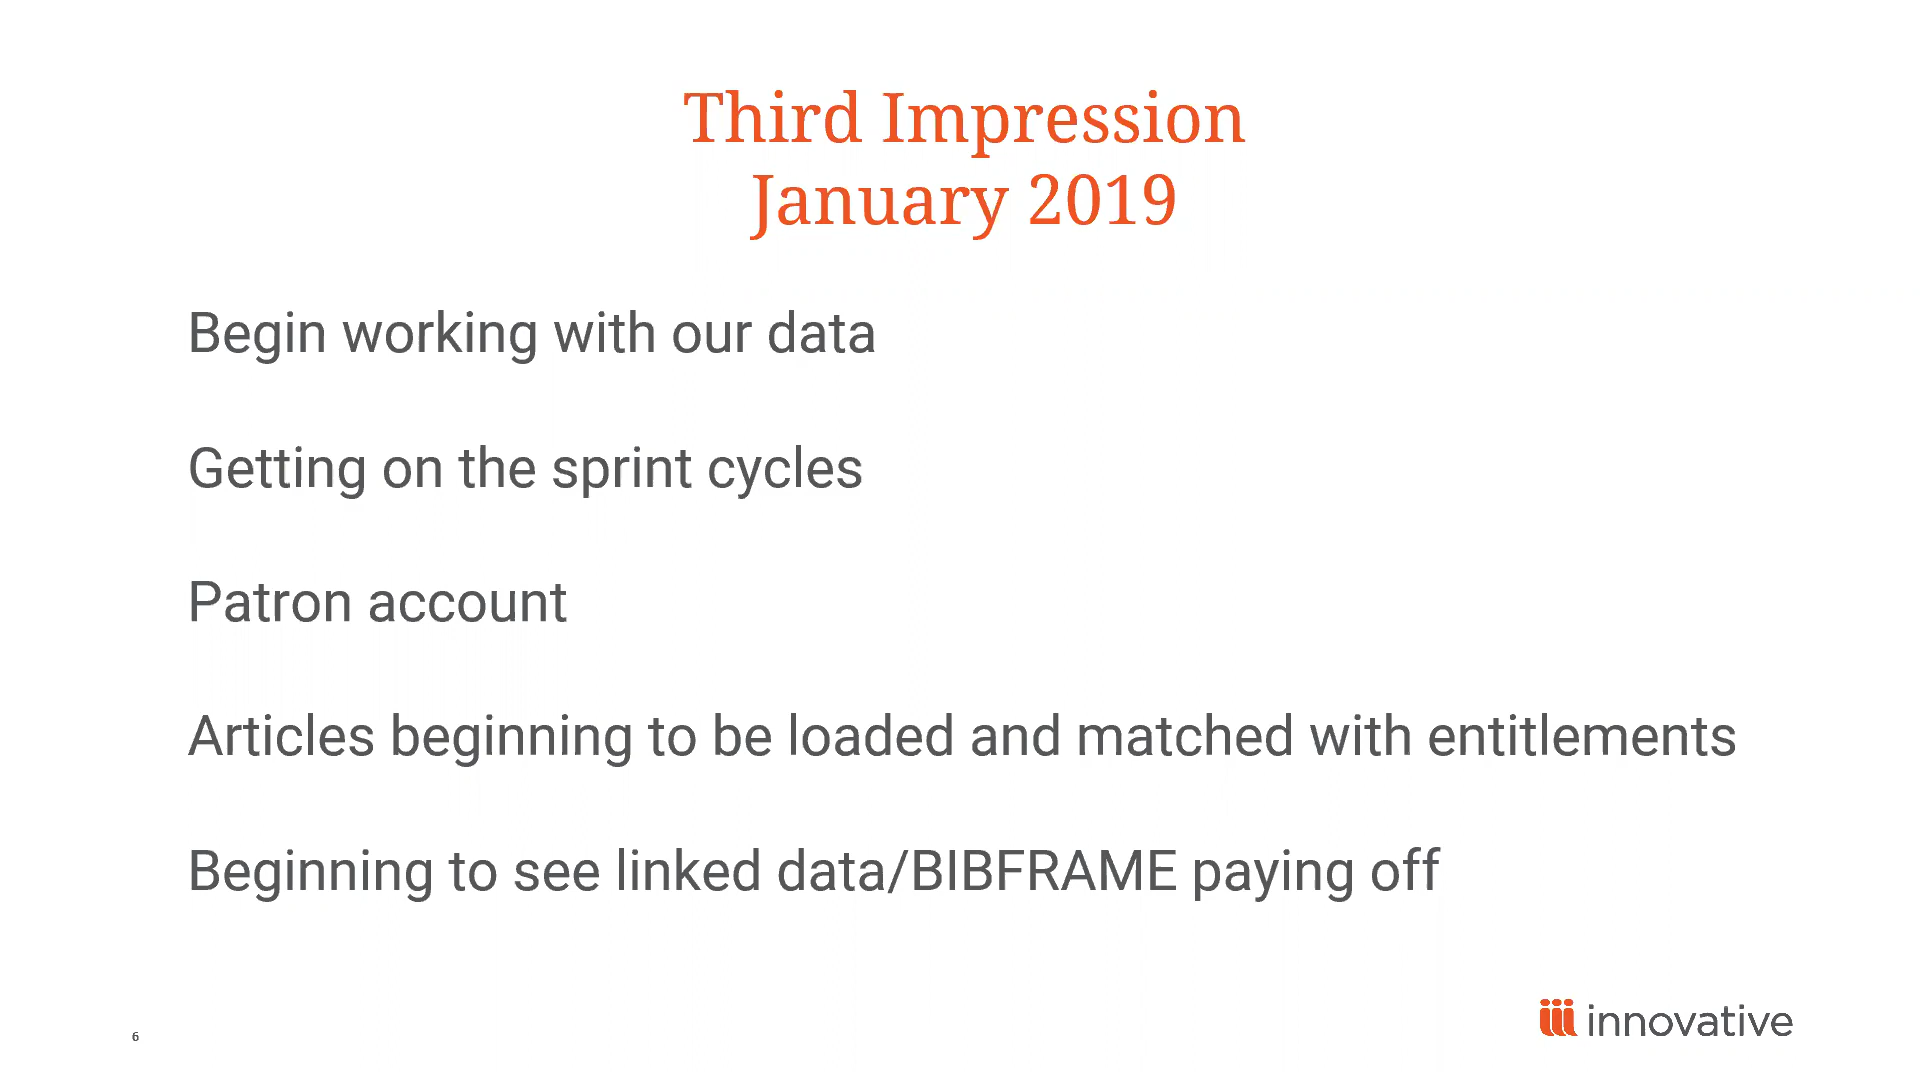 Third Impression
January 2019
Begin working with our data
Getting on the sprint cycles
Patron account
Articles beginning to be loaded and matched with entitlements
Beginning to see linked data/BIBFRAME paying off
6
innovative